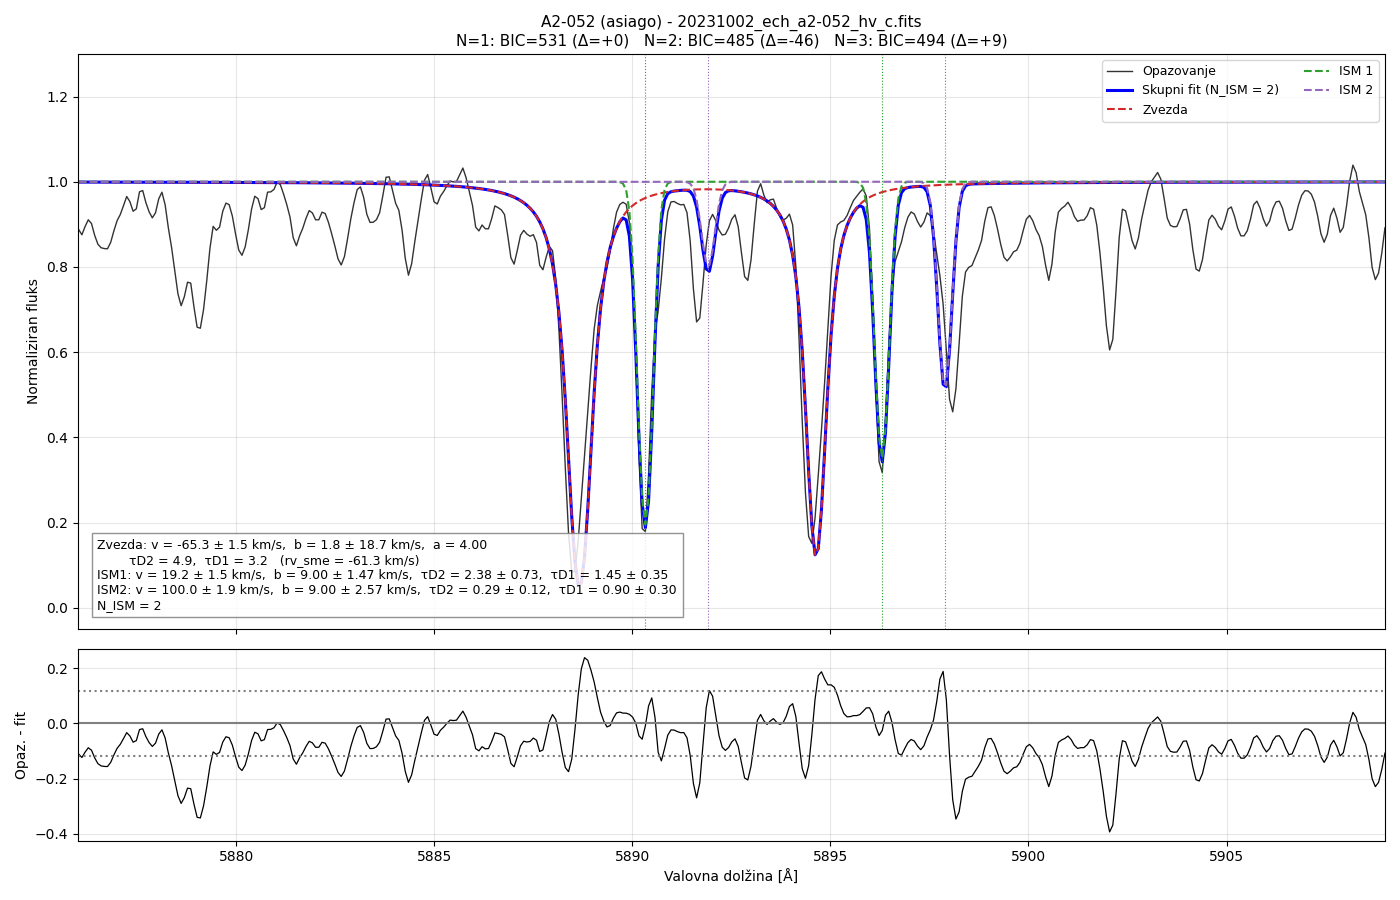 A2-052 (asiago) - 20231002_ech_a2-052_hv_c.fits
N=1: BIC=531 (Δ=+0)   N=2: BIC=485 (Δ=-46)   N=3: BIC=494 (Δ=+9)
Opazovanje
Skupni fit (N_ISM = 2)
Zvezda
ISM 1
ISM 2
Normaliziran fluks
1.2
1.0
0.8
0.6
0.4
0.2
0.0
Zvezda: v = -65.3 ± 1.5 km/s,  b = 1.8 ± 18.7 km/s,  a = 4.00
τD2 = 4.9,  τD1 = 3.2   (rv_sme = -61.3 km/s)
ISM1: v = 19.2 ± 1.5 km/s,  b = 9.00 ± 1.47 km/s,  τD2 = 2.38 ± 0.73,  τD1 = 1.45 ± 0.35
ISM2: v = 100.0 ± 1.9 km/s,  b = 9.00 ± 2.57 km/s,  τD2 = 0.29 ± 0.12,  τD1 = 0.90 ± 0.30
N_ISM = 2
Opaz. - fit
0.2
0.0
−0.2
−0.4
5880
5885
5890
5895
5900
5905
Valovna dolžina [Å]